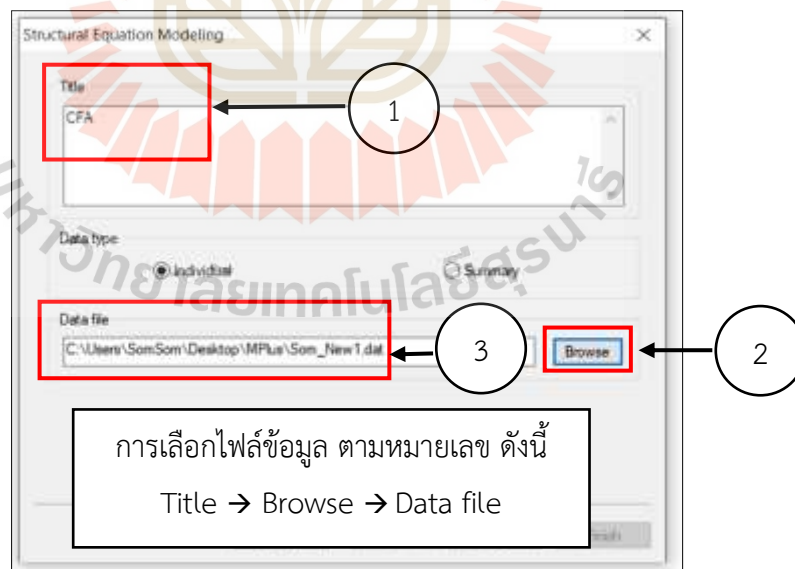 Structural Equation Modeling
Title
CFA
1
Data type
Individual
Summary
Data file
C:\Users\SomSom\Desktop\MPlus\Som_New1.dat
3
Browse
2
การเลือกไฟล์ข้อมูล ตามหมายเลข ดังนี้
Title → Browse → Data file